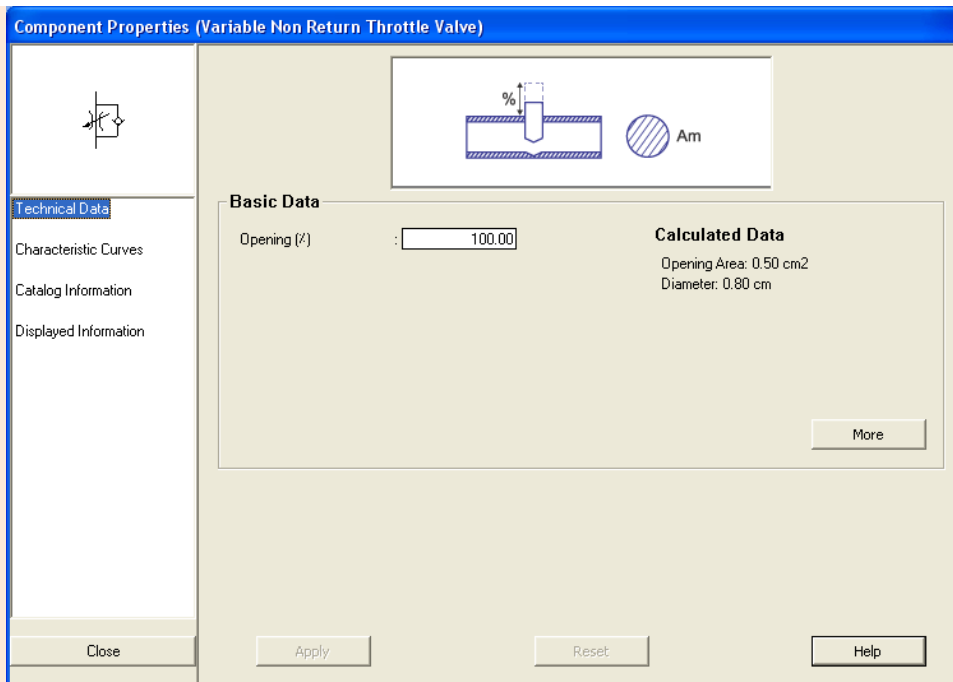 Component Properties (Variable Non Return Throttle Valve)
%
Am
Technical Data
Characteristic Curves
Catalog Information
Displayed Information
Basic Data
Opening (%) : 100.00
Calculated Data
Opening Area: 0.50 cm2
Diameter: 0.80 cm
More
Close
Apply
Reset
Help